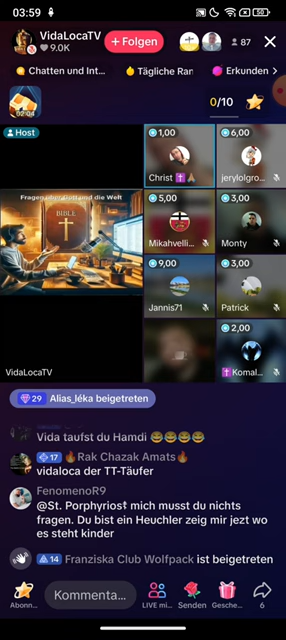 03:59
50
VidaLocaTV
9.0K
+ Folgen
87
Chatten und Int...
Tägliche Ran
Erkunden
02:04
0/10
Host
1,00
6,00
Fragen über Gott und die Welt
BIBLE
Christ ✝️🙏🏽
jerylolgro...
5,00
3,00
Mikahvelli...
Monty
9,00
3,00
Jannis71
Patrick
2,00
VidaLocaTV
✝️Komal...
29 Alias_léka beigetreten
Vida taufst du Hamdi 😂😂😂😂
17 🔥Rak Chazak Amats🔥
vidaloca der TT-Täufer
FenomenoR9
@St. Porphyrios☦ mich musst du nichts
fragen. Du bist ein Heuchler zeig mir jezt wo
es steht kinder
14 Franziska Club Wolfpack ist beigetreten
Kommenta...
Abonn...
LIVE mi...
Senden
Gesche...
6